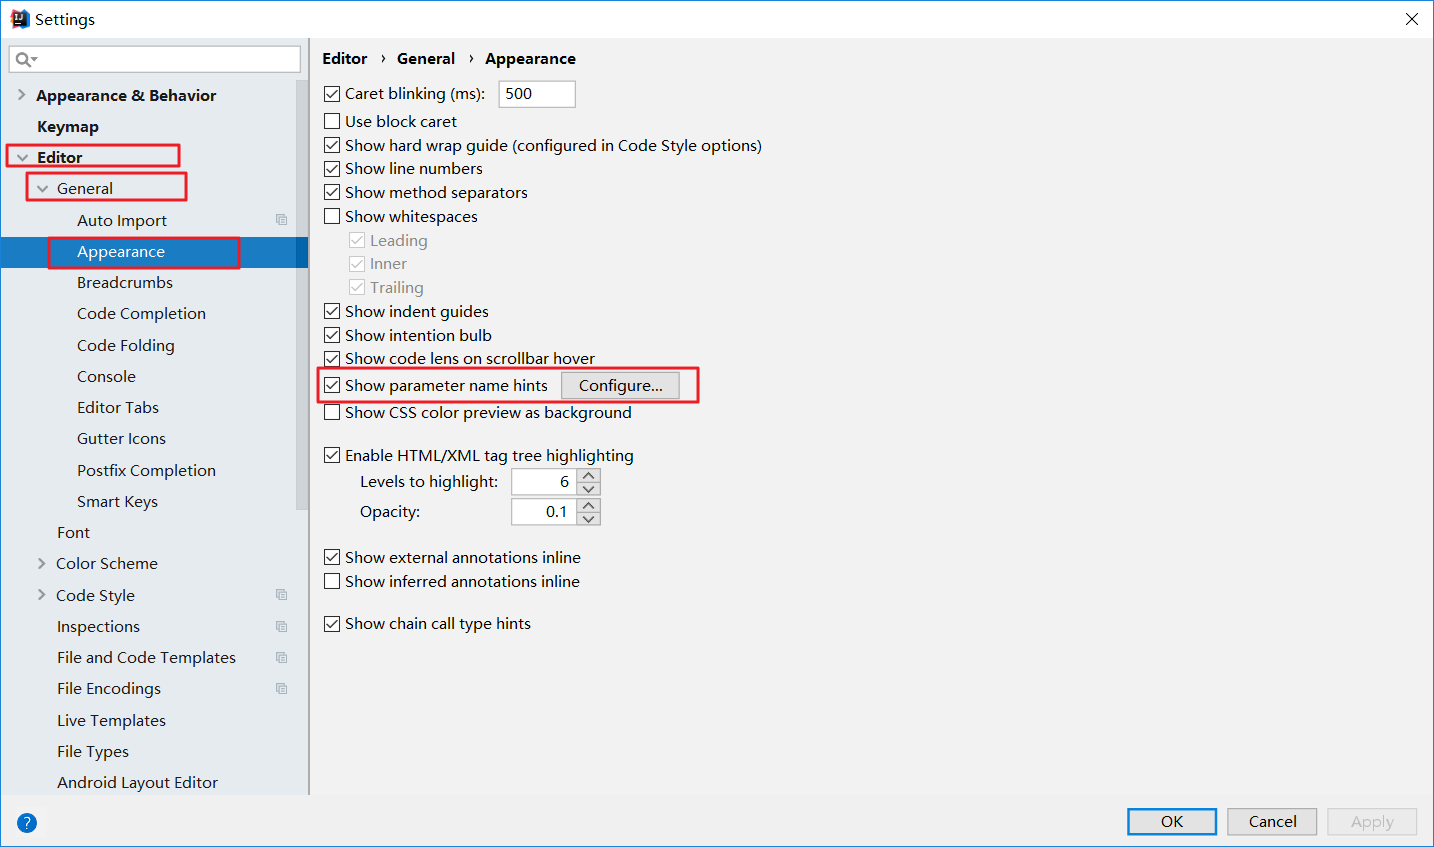 Settings
Editor › General › Appearance
Appearance & Behavior
Keymap
Editor
General
Auto Import
Appearance
Breadcrumbs
Code Completion
Code Folding
Console
Editor Tabs
Gutter Icons
Postfix Completion
Smart Keys
Font
Color Scheme
Code Style
Inspections
File and Code Templates
File Encodings
Live Templates
File Types
Android Layout Editor
Caret blinking (ms): 500
Use block caret
Show hard wrap guide (configured in Code Style options)
Show line numbers
Show method separators
Show whitespaces
Leading
Inner
Trailing
Show indent guides
Show intention bulb
Show code lens on scrollbar hover
Show parameter name hints Configure...
Show CSS color preview as background
Enable HTML/XML tag tree highlighting
Levels to highlight: 6
Opacity: 0.1
Show external annotations inline
Show inferred annotations inline
Show chain call type hints
? OK Cancel Apply